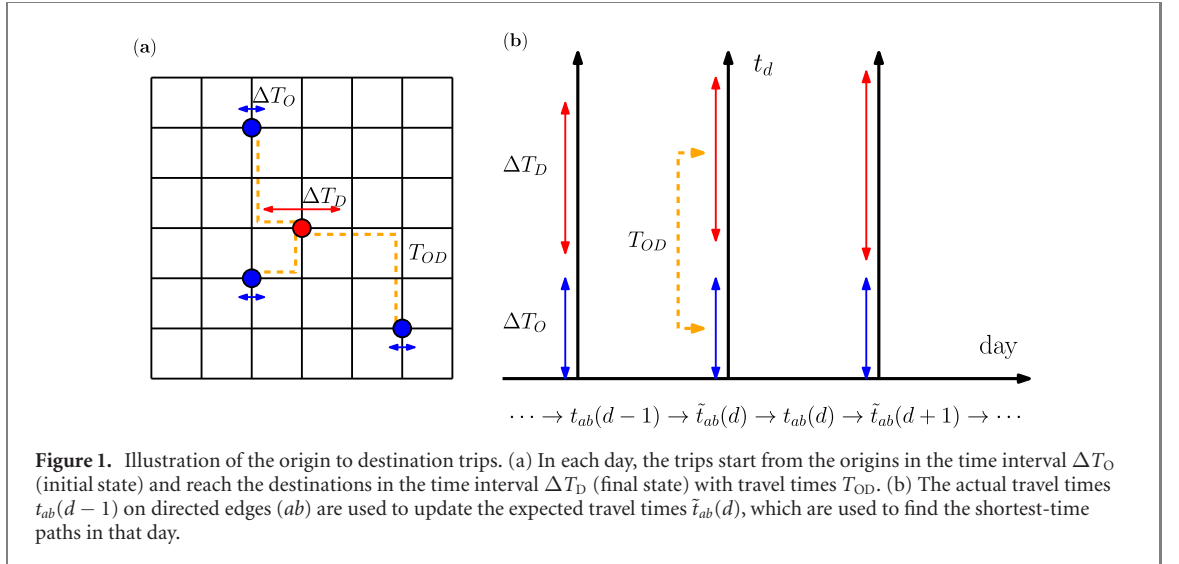 (a)
ΔT_O
ΔT_D
T_OD
(b)
t_d
ΔT_D
T_OD
ΔT_O
day
··· → t_ab(d − 1) → t̃_ab(d) → t_ab(d) → t̃_ab(d + 1) → ···
Figure 1. Illustration of the origin to destination trips. (a) In each day, the trips start from the origins in the time interval ΔT_O
(initial state) and reach the destinations in the time interval ΔT_D (final state) with travel times T_OD. (b) The actual travel times
t_ab(d − 1) on directed edges (ab) are used to update the expected travel times t̃_ab(d), which are used to find the shortest-time
paths in that day.